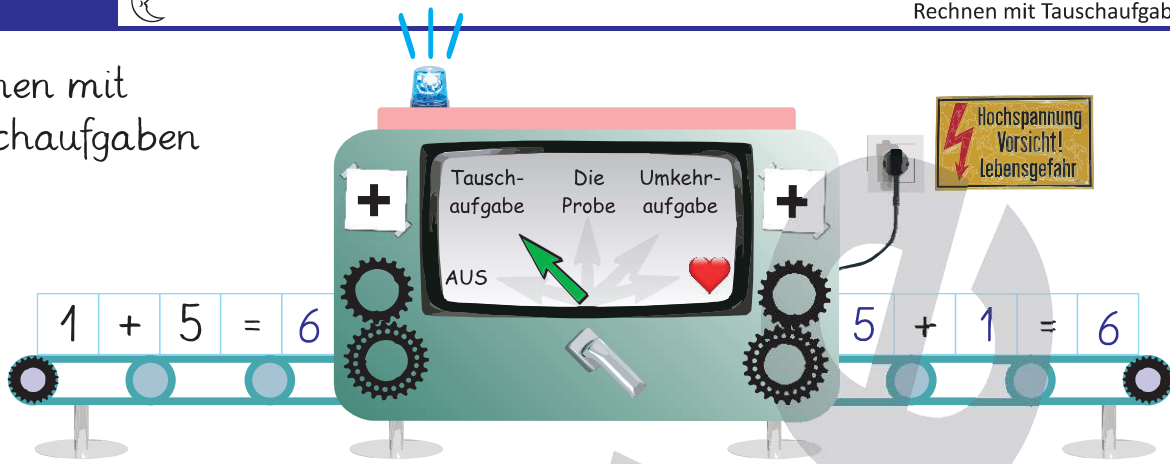 Rechnen mit Tauschaufgab
nen mit
chaufgaben
Hochspannung
Vorsicht!
Lebensgefahr
Tausch-
aufgabe
Die
Probe
Umkehr-
aufgabe
AUS
+
+
1 + 5 = 6
5 + 1 = 6